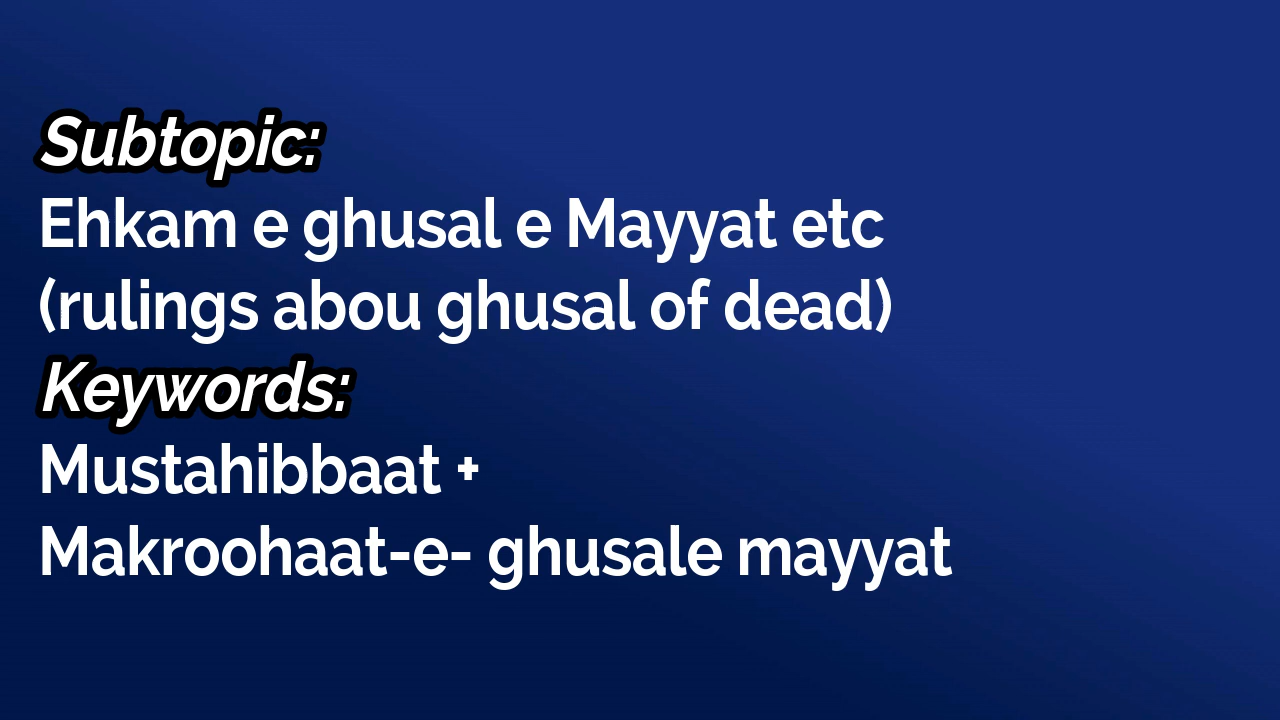 Subtopic:
Ehkam e ghusal e Mayyat etc
(rulings abou ghusal of dead)
Keywords:
Mustahibbaat +
Makroohaat-e- ghusale mayyat